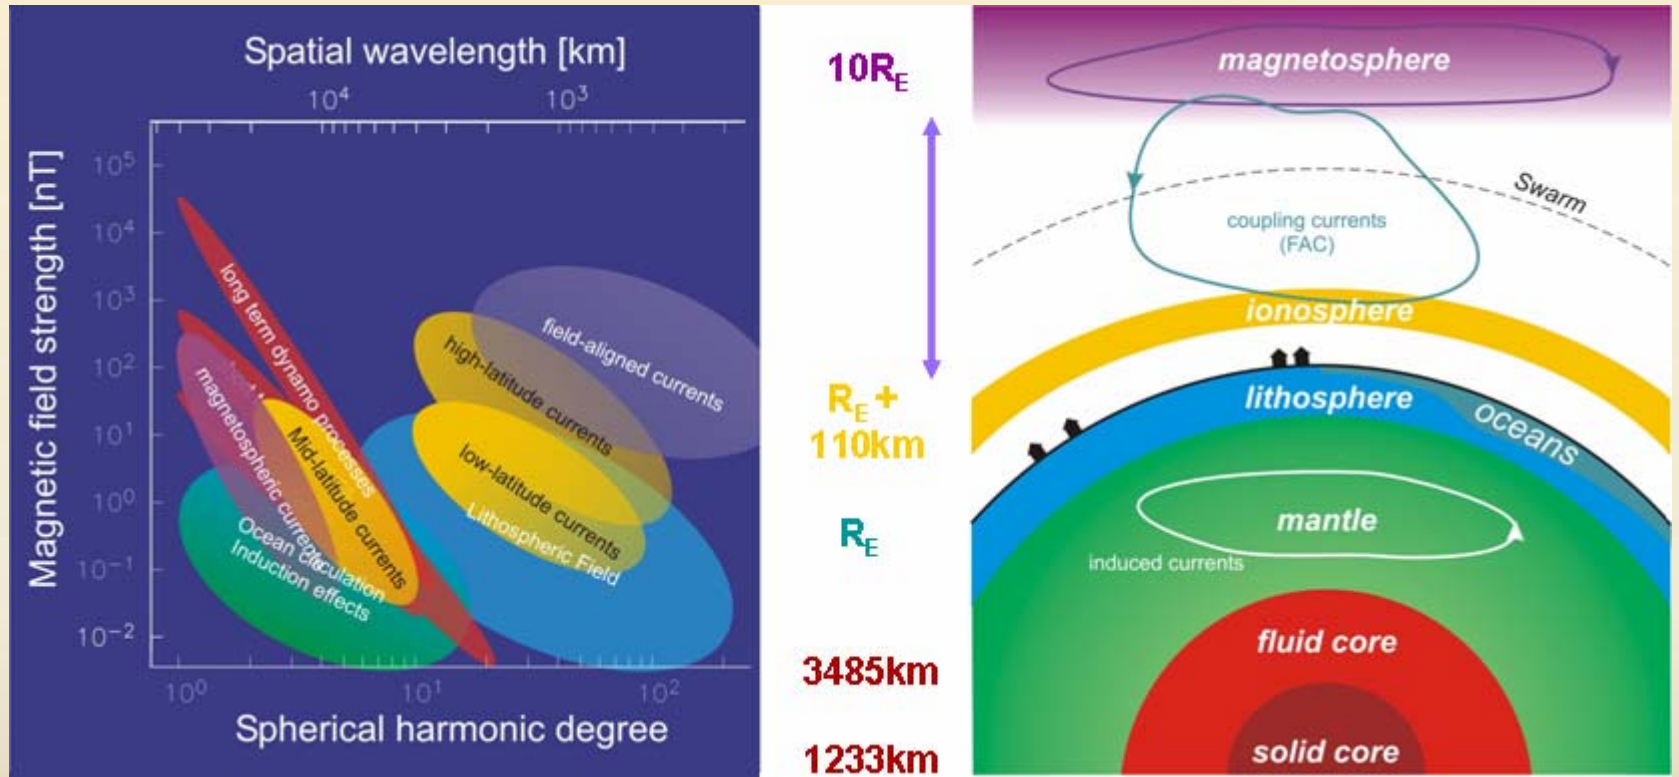 Spatial wavelength [km]
10⁴ 10³
Magnetic field strength [nT]
10⁵
10⁴
10³
10²
10¹
10⁰
10⁻¹
10⁻²
long term dynamo processes
magnetospheric currents
Mid-latitude currents
Ocean circulation
Induction effects
field-aligned currents
high-latitude currents
low-latitude currents
Lithospheric Field
10⁰ 10¹ 10²
Spherical harmonic degree
10R_E
R_E +
110km
R_E
3485km
1233km
magnetosphere
Swarm
coupling currents
(FAC)
ionosphere
lithosphere
oceans
mantle
induced currents
fluid core
solid core